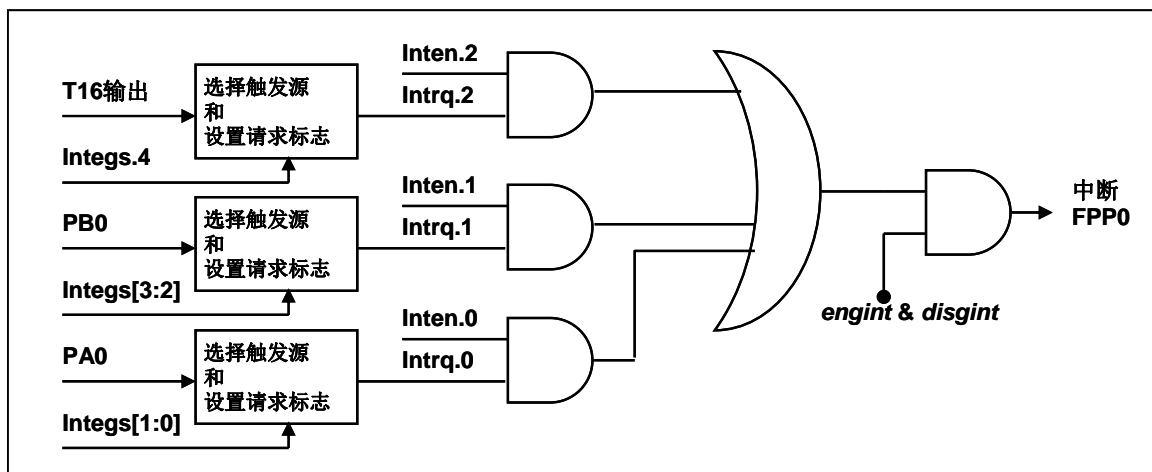 T16输出
Integs.4
选择触发源
和
设置请求标志
Inten.2
Intrq.2
PB0
Integs[3:2]
选择触发源
和
设置请求标志
Inten.1
Intrq.1
PA0
Integs[1:0]
选择触发源
和
设置请求标志
Inten.0
Intrq.0
engint & disgint
中断
FPP0